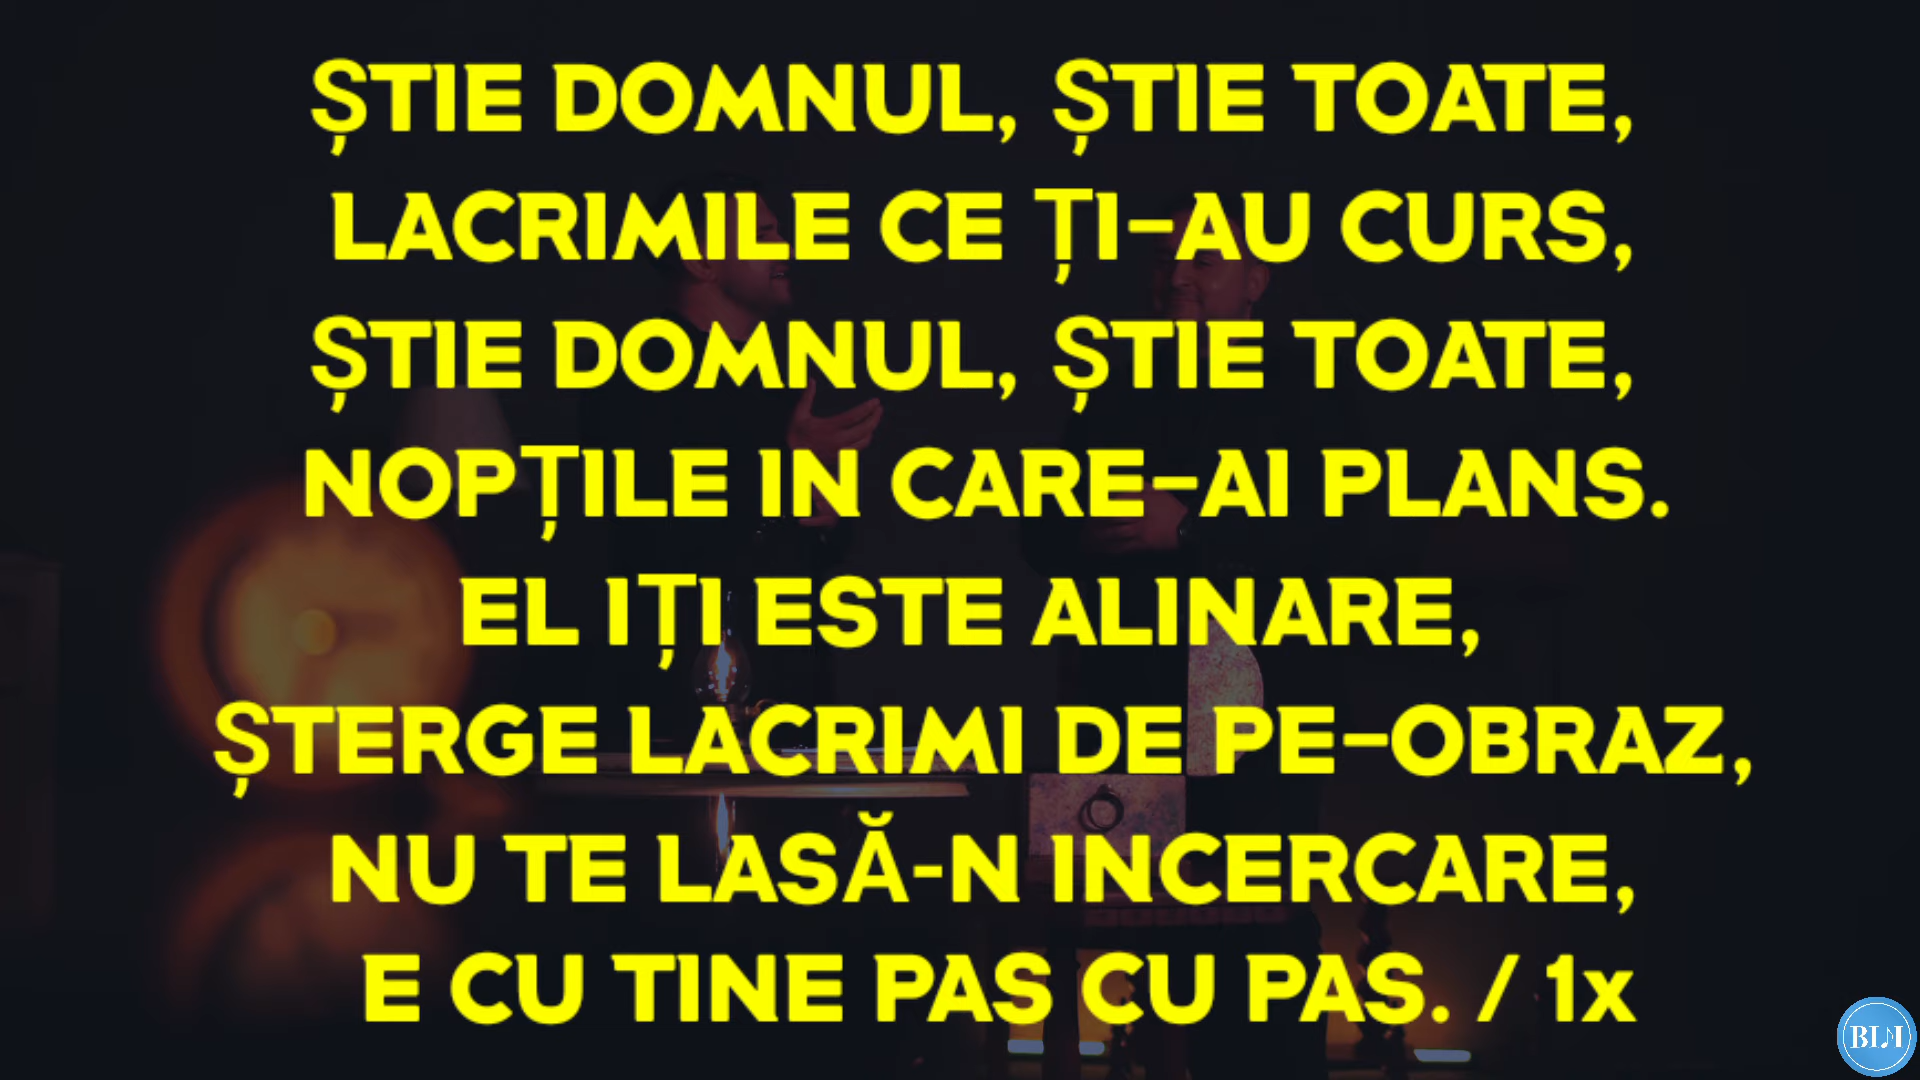 ȘTIE DOMNUL, ȘTIE TOATE,
LACRIMILE CE ȚI-AU CURS,
ȘTIE DOMNUL, ȘTIE TOATE,
NOPȚILE IN CARE-AI PLANS.
EL IȚI ESTE ALINARE,
ȘTERGE LACRIMI DE PE-OBRAZ,
NU TE LASĂ-N INCERCARE,
E CU TINE PAS CU PAS. / 1x
BLM